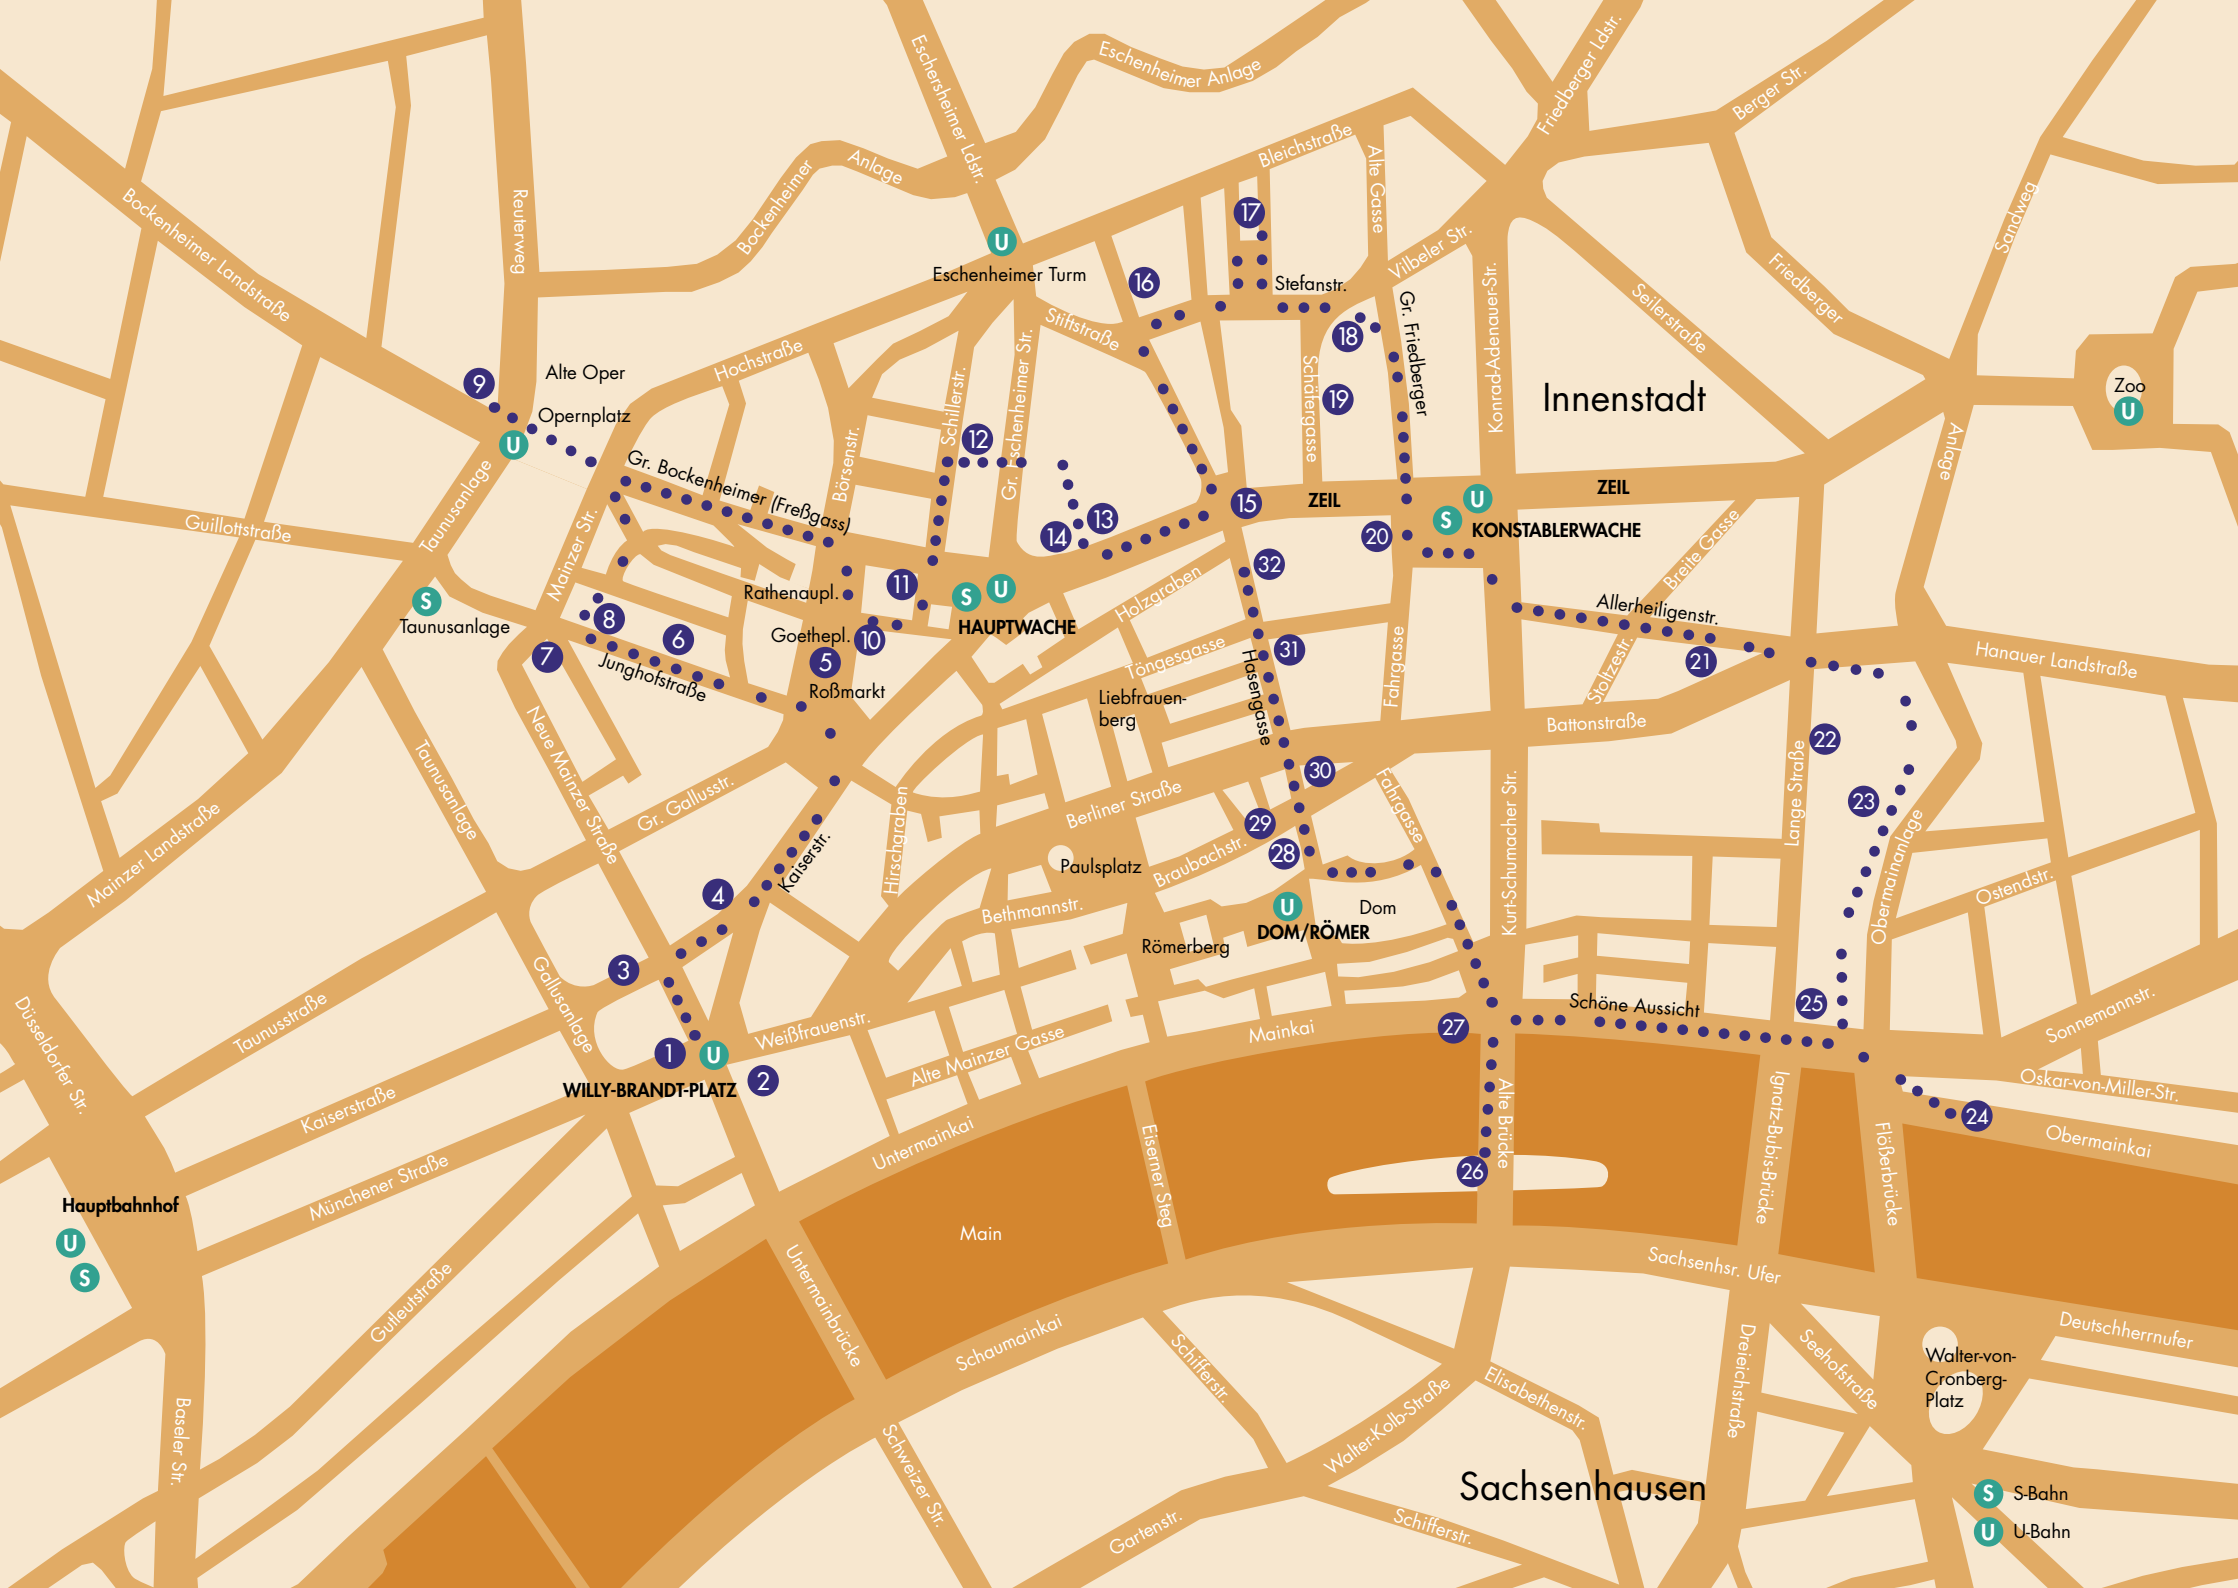 Eschersheimer Ldstr.
Eschenheimer Anlage
Friedberger Ldstr.
Berger Str.
Bleichstraße
Alte Gasse
Bockenheimer
Anlage
Reuterweg
Bockenheimer Landstraße
17
Sandweg
U
Eschenheimer Turm
16
Stefanstr.
Vilbeler Str.
Konrad-Adenauer-Str.
Seilerstraße
Friedberger
Stiftstraße
18
Gr. Friedberger
Hochstraße
Alte Oper
9
Opernplatz
U
Schillerstr.
Gr. Eschenheimer Str.
Schäfergasse
19
Innenstadt
Zoo
U
12
Börsenstr.
Anlage
Gr. Bockenheimer (Freßgass)
Taunusanlage
Guillottstraße
Mainzer Str.
13
14
15
ZEIL
ZEIL
20
S
U
KONSTABLERWACHE
Breite Gasse
32
Holzgraben
11
S
U
HAUPTWACHE
Rathenaupl.
Goethepl.
10
5
Roßmarkt
S
Taunusanlage
8
6
7
Junghofstraße
Allerheiligenstr.
21
Stoltzestr.
Hanauer Landstraße
Töngesgasse
31
Hasengasse
Fahrgasse
Liebfrauen-
berg
Battonstraße
22
Lange Straße
23
30
Berliner Straße
Fahrgasse
Kurt-Schumacher Str.
Taunusanlage
Neue Mainzer Straße
Gr. Gallusstr.
Kaiserstr.
Hirschgraben
Mainzer Landstraße
29
28
Paulsplatz
Braubachstr.
Obermainanlage
Ostendstr.
4
Bethmannstr.
U
Dom
DOM/RÖMER
Römerberg
3
Gallusanlage
25
Schöne Aussicht
27
Düsseldorfer Str.
Taunusstraße
Sonnemannstr.
Weißfrauenstr.
Mainkai
Alte Mainzer Gasse
1
U
WILLY-BRANDT-PLATZ
2
Oskar-von-Miller-Str.
24
Kaiserstraße
Obermainkai
Untermainkai
Eiserner Steg
Alte Brücke
26
Ignatz-Bubis-Brücke
Flößerbrücke
Münchener Straße
Hauptbahnhof
U
S
Main
Untermainbrücke
Gutleutstraße
Schaumainkai
Sachsenhsr. Ufer
Deutschherrnufer
Walter-von-
Cronberg-
Platz
Dreieichstraße
Seehofstraße
Schifferstr.
Elisabethenstr.
Walter-Kolb-Straße
Baseler Str.
Schweizer Str.
Sachsenhausen
Gartenstr.
Schifferstr.
S
S-Bahn
U
U-Bahn